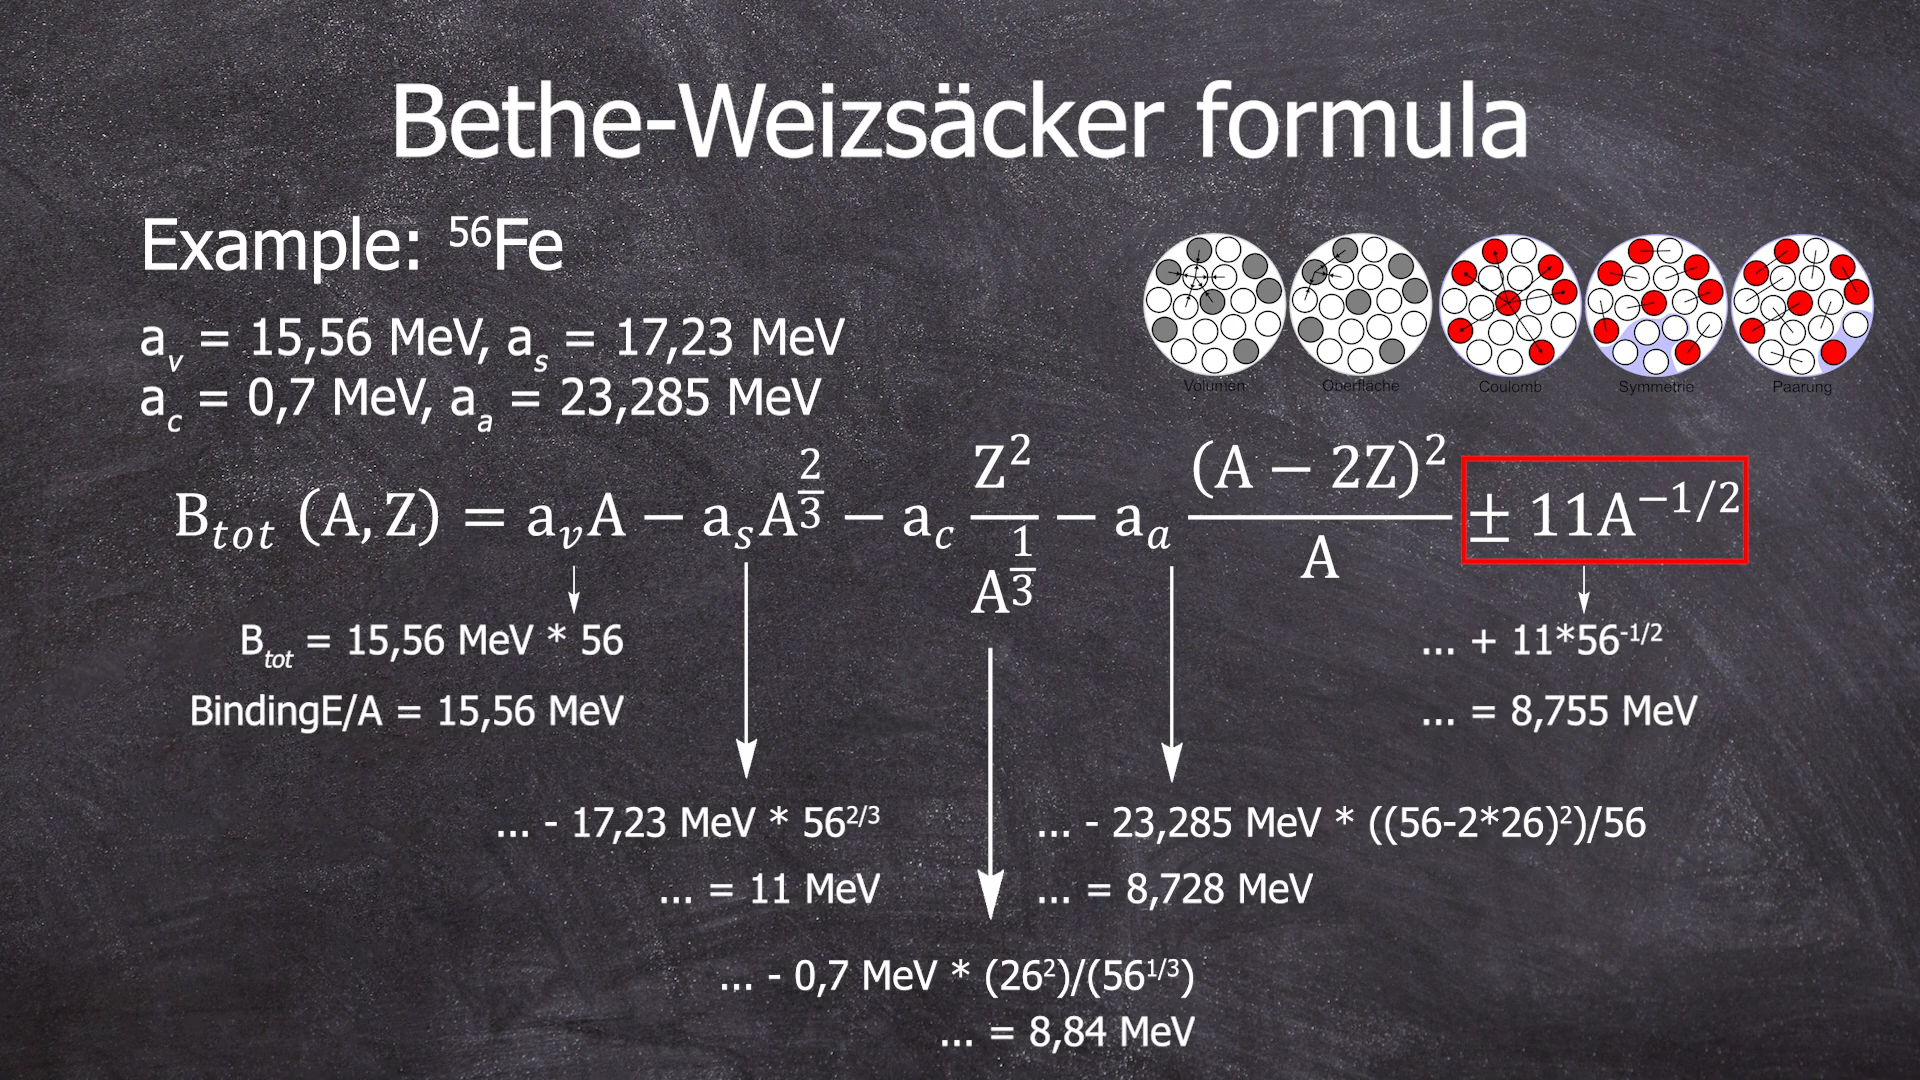 Bethe-Weizsäcker formula
Example: ⁵⁶Fe
Volumen Oberfläche Coulomb Symmetrie Paarung
a_v = 15,56 MeV, a_s = 17,23 MeV
a_c = 0,7 MeV, a_a = 23,285 MeV
B_tot (A, Z) = a_v A − a_s A^(2/3) − a_c Z²/A^(1/3) − a_a (A − 2Z)²/A ± 11A^(−1/2)
B_tot = 15,56 MeV * 56
BindingE/A = 15,56 MeV
... - 17,23 MeV * 56^(2/3)
... = 11 MeV
... - 0,7 MeV * (26²)/(56^(1/3))
... = 8,84 MeV
... - 23,285 MeV * ((56-2*26)²)/56
... = 8,728 MeV
... + 11*56^(-1/2)
... = 8,755 MeV